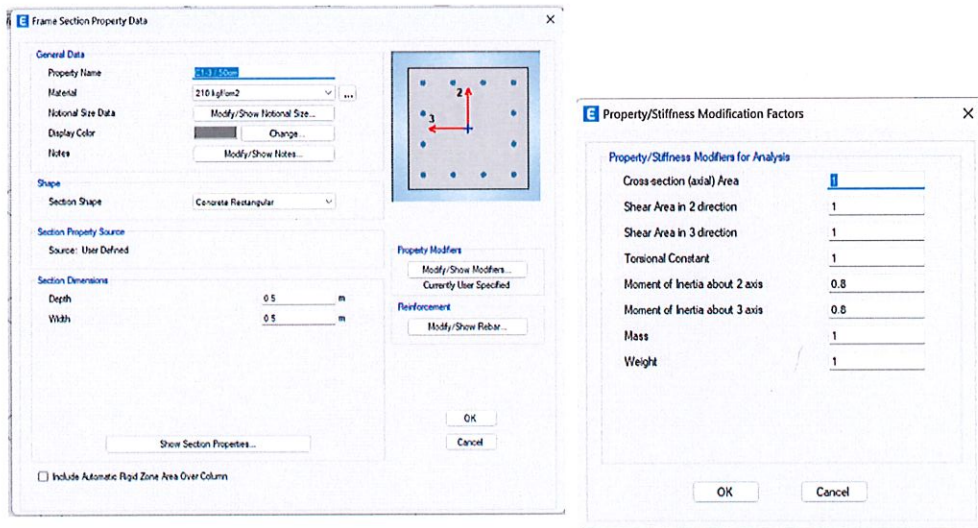 Frame Section Property Data
General Data
Property Name
Material 210 kgf/cm2 ...
Notional Size Data Modify/Show Notional Size...
Display Color Change...
Notes Modify/Show Notes...
Shape
Section Shape Concrete Rectangular
Section Property Source
Source: User Defined
Section Dimensions
Depth 0.5 m
Width 0.5 m
Show Section Properties...
Include Automatic Rigid Zone Area Over Column
2
3
Property Modifiers
Modify/Show Modifiers...
Currently User Specified
Reinforcement
Modify/Show Rebar...
OK
Cancel
E Property/Stiffness Modification Factors
Property/Stiffness Modifiers for Analysis
Cross-section (axial) Area 1
Shear Area in 2 direction 1
Shear Area in 3 direction 1
Torsional Constant 1
Moment of Inertia about 2 axis 0.8
Moment of Inertia about 3 axis 0.8
Mass 1
Weight 1
OK Cancel